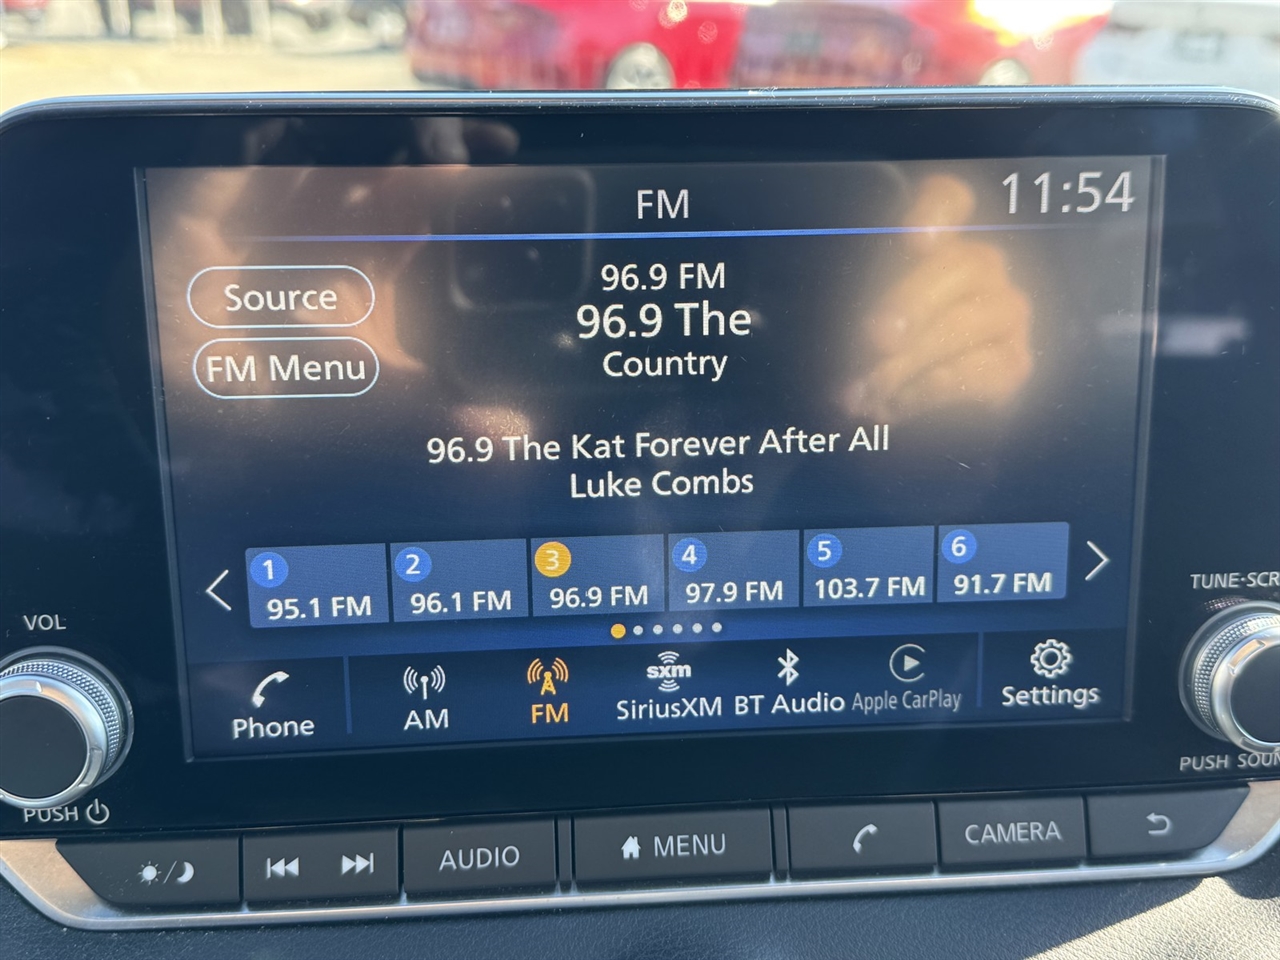 FM
11:54
Source
FM Menu
96.9 FM
96.9 The
Country
96.9 The Kat Forever After All
Luke Combs
1
95.1 FM
2
96.1 FM
3
96.9 FM
4
97.9 FM
5
103.7 FM
6
91.7 FM
Phone
AM
FM
sxm
SiriusXM
BT Audio
Apple CarPlay
Settings
VOL
PUSH
TUNE·SCR
PUSH SOUN
AUDIO
MENU
CAMERA